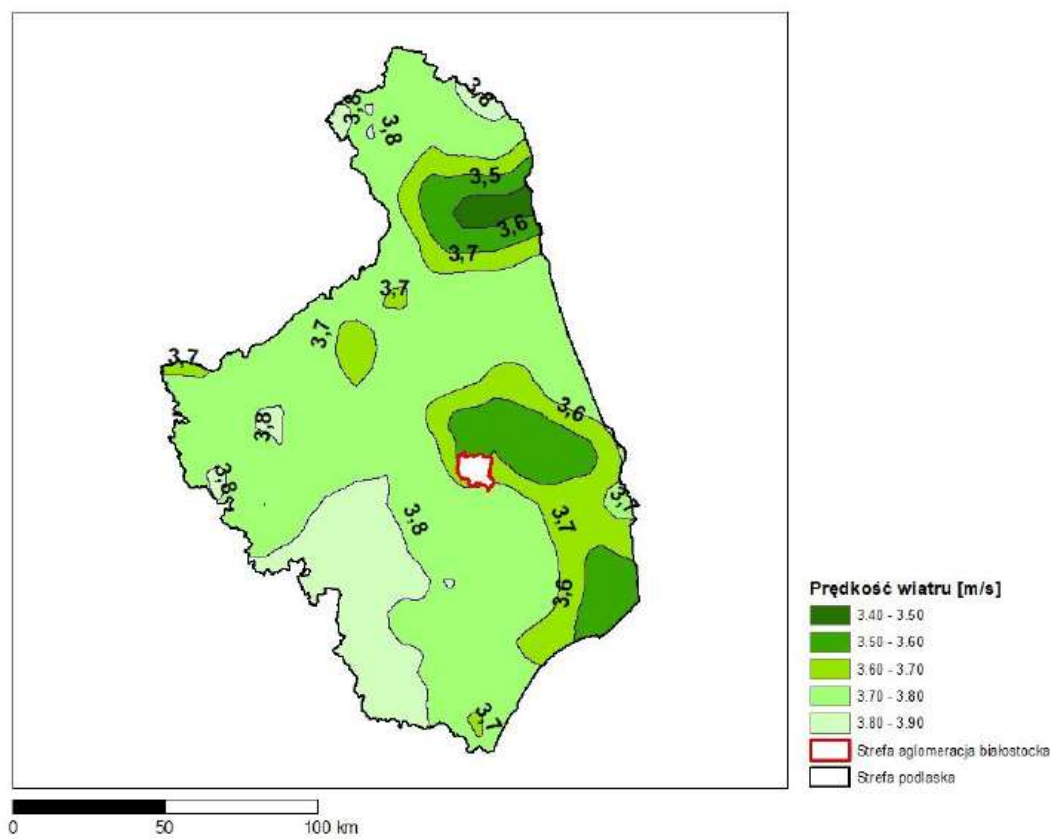 3,8
3,8
3,8
3,5
3,6
3,7
3,7
3,7
3,7
3,6
3,8
3,8
3,7
3,8
3,7
3,6
3,7
Prędkość wiatru [m/s]
3.40 - 3.50
3.50 - 3.60
3.60 - 3.70
3.70 - 3.80
3.80 - 3.90
Strefa aglomeracja białostocka
Strefa podlaska
0 50 100 km